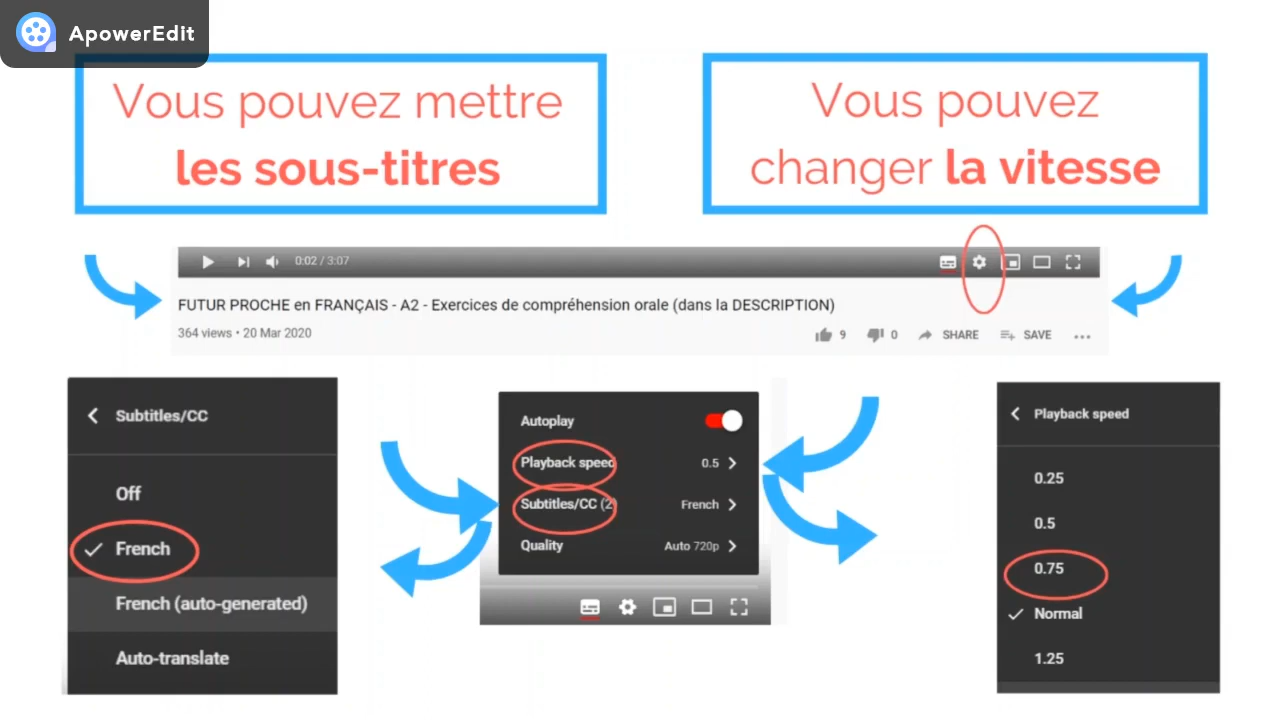 ApowerEdit
Vous pouvez mettre
les sous-titres
Vous pouvez
changer la vitesse
0:02 / 3:07
FUTUR PROCHE en FRANÇAIS - A2 - Exercices de compréhension orale (dans la DESCRIPTION)
364 views • 20 Mar 2020
9
0
SHARE
SAVE
Subtitles/CC
Off
French
French (auto-generated)
Auto-translate
Autoplay
Playback speed 0.5
Subtitles/CC (2) French
Quality Auto 720p
Playback speed
0.25
0.5
0.75
Normal
1.25